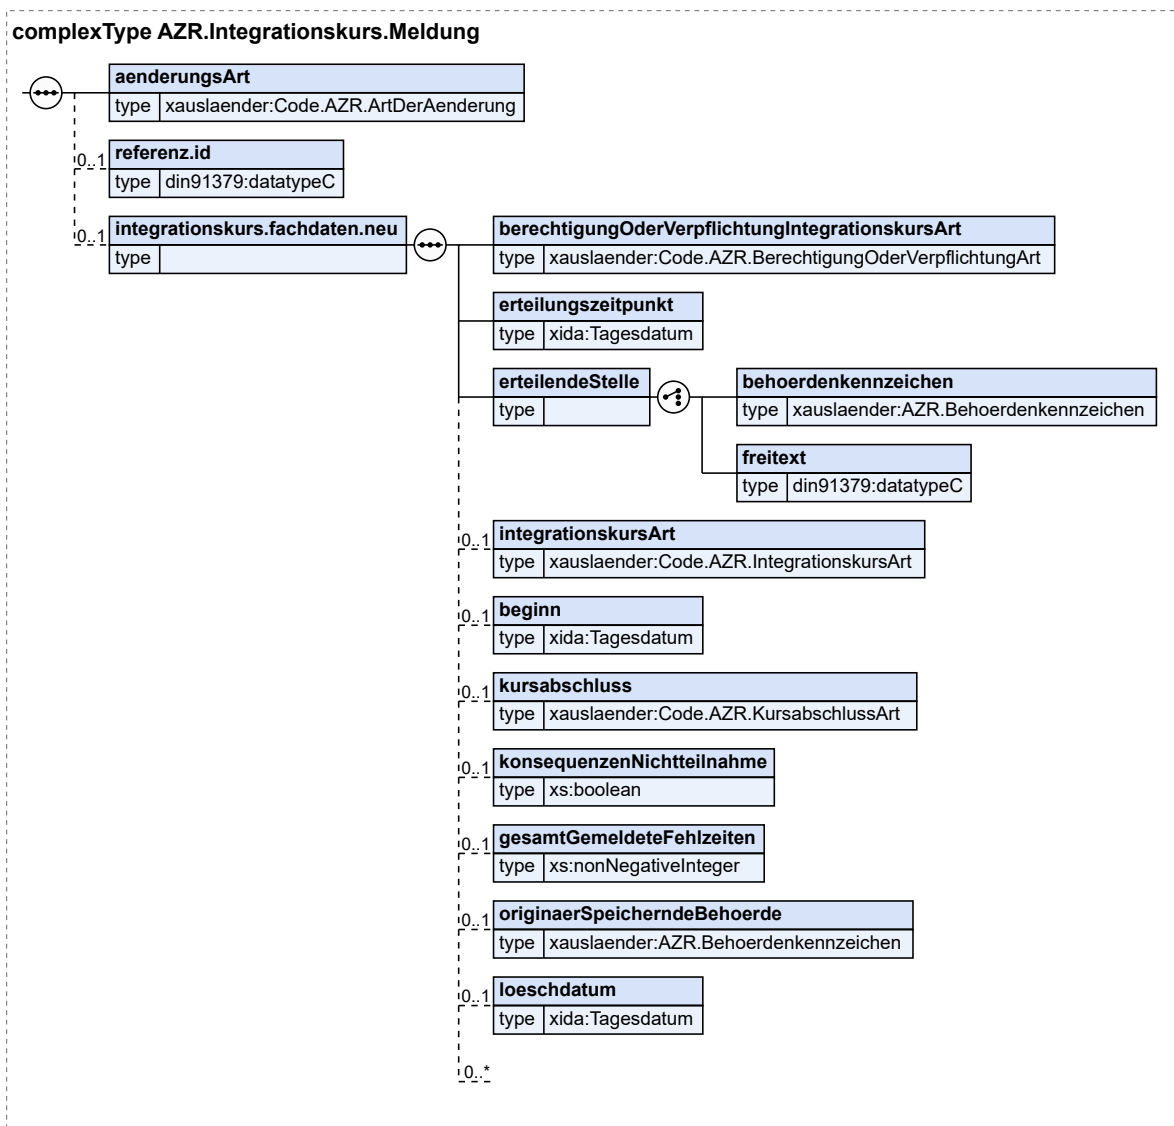 complexType AZR.Integrationskurs.Meldung
aenderungsArt
type xauslaender:Code.AZR.ArtDerAenderung
0..1 referenz.id
type din91379:datatypeC
0..1 integrationskurs.fachdaten.neu
type
berechtigungOderVerpflichtungIntegrationskursArt
type xauslaender:Code.AZR.BerechtigungOderVerpflichtungArt
erteilungszeitpunkt
type xida:Tagesdatum
erteilendeStelle
type
behoerdenkennzeichen
type xauslaender:AZR.Behoerdenkennzeichen
freitext
type din91379:datatypeC
0..1 integrationskursArt
type xauslaender:Code.AZR.IntegrationskursArt
0..1 beginn
type xida:Tagesdatum
0..1 kursabschluss
type xauslaender:Code.AZR.KursabschlussArt
0..1 konsequenzenNichtteilnahme
type xs:boolean
0..1 gesamtGemeldeteFehlzeiten
type xs:nonNegativeInteger
0..1 originaerSpeicherndeBehoerde
type xauslaender:AZR.Behoerdenkennzeichen
0..1 loeschdatum
type xida:Tagesdatum
0..*